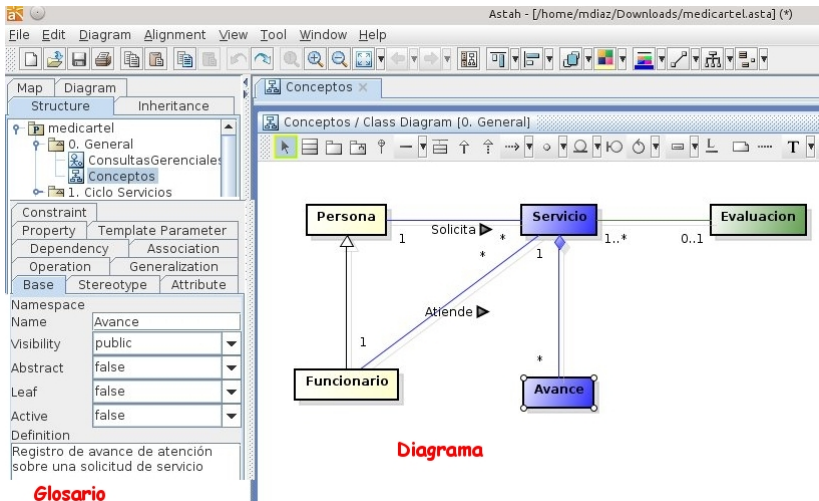 Astah - [/home/mdiaz/Downloads/medicartel.asta] (*)
File Edit Diagram Alignment View Tool Window Help
Map Diagram
Structure Inheritance
medicartel
0. General
ConsultasGerenciales
Conceptos
1. Ciclo Servicios
Constraint
Property Template Parameter
Dependency Association
Operation Generalization
Base Stereotype Attribute
Namespace
Name Avance
Visibility public
Abstract false
Leaf false
Active false
Definition
Registro de avance de atención
sobre una solicitud de servicio
Glosario
Conceptos
Conceptos / Class Diagram [0. General]
T
Persona
1
Solicita
*
Servicio
1..*
0..1
Evaluacion
*
1
Atiende
1
*
Funcionario
Avance
Diagrama